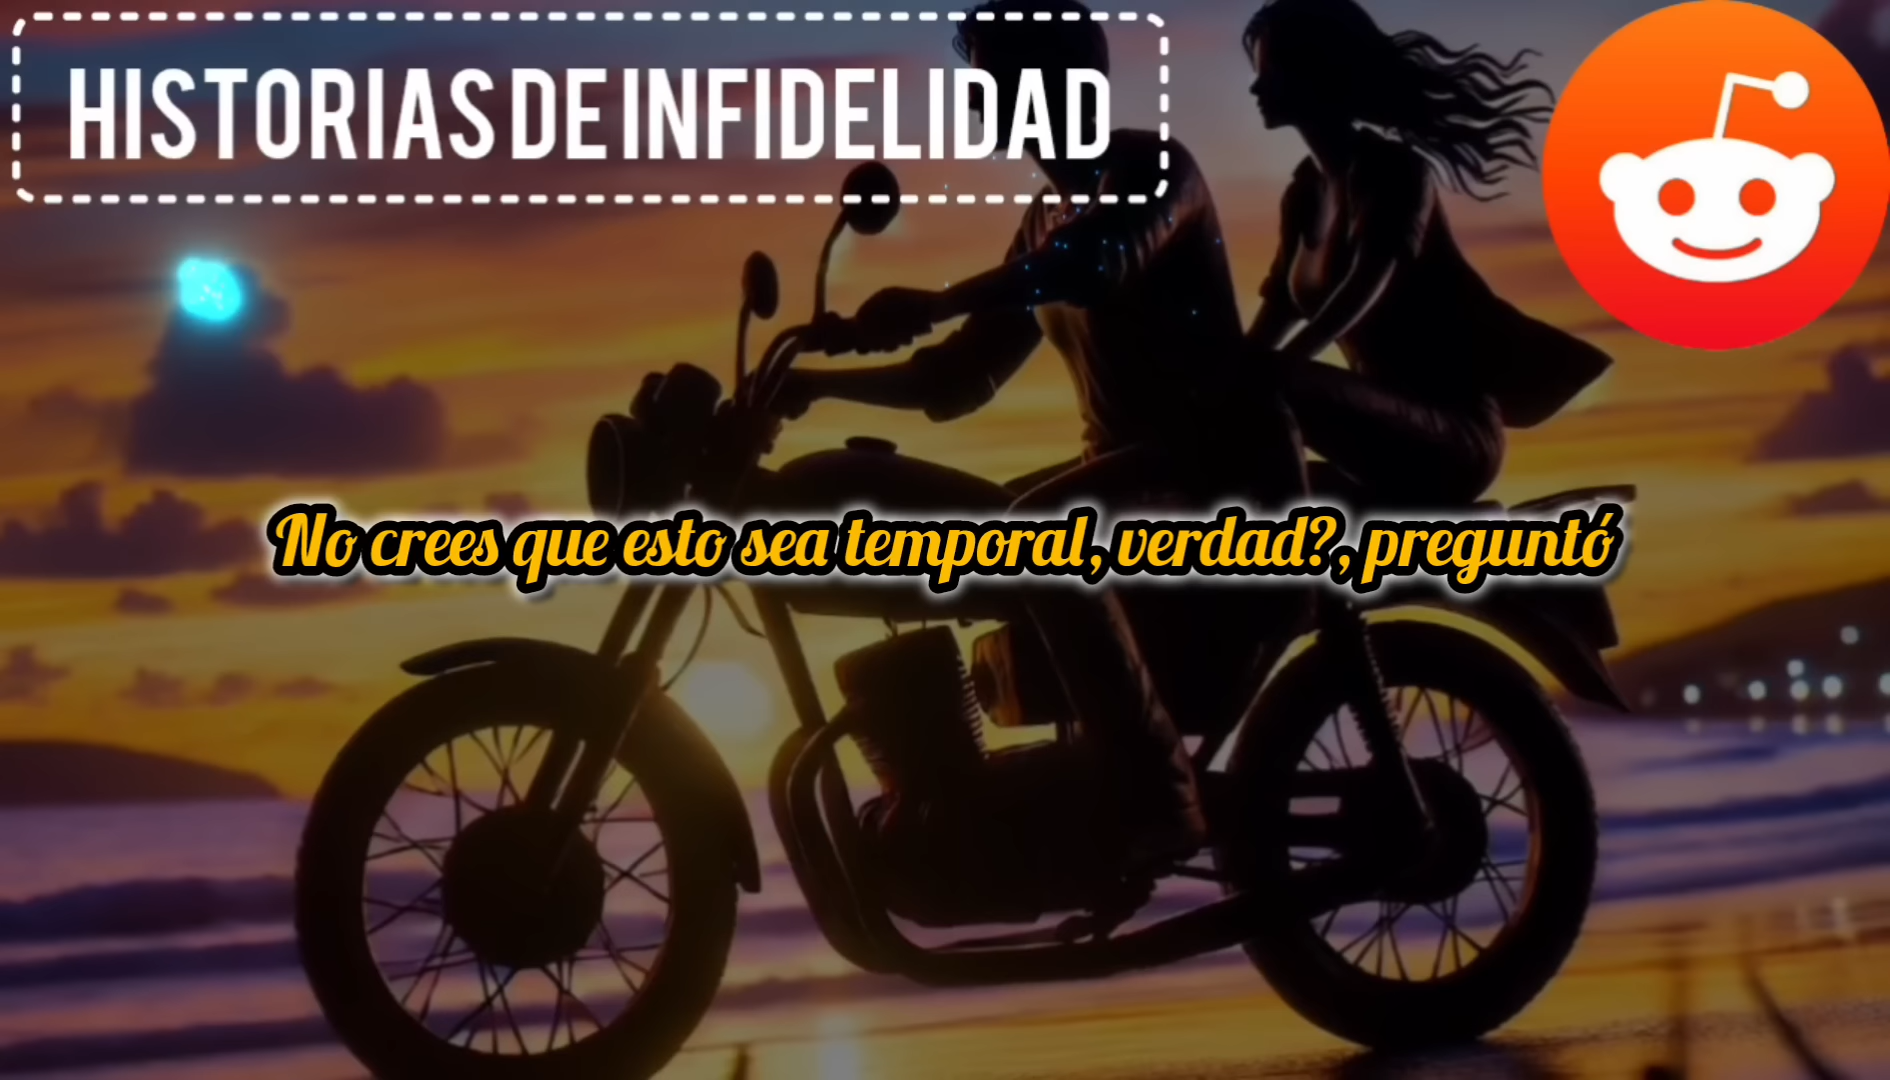 HISTORIAS DE INFIDELIDAD
No crees que esto sea temporal, verdad?, preguntó